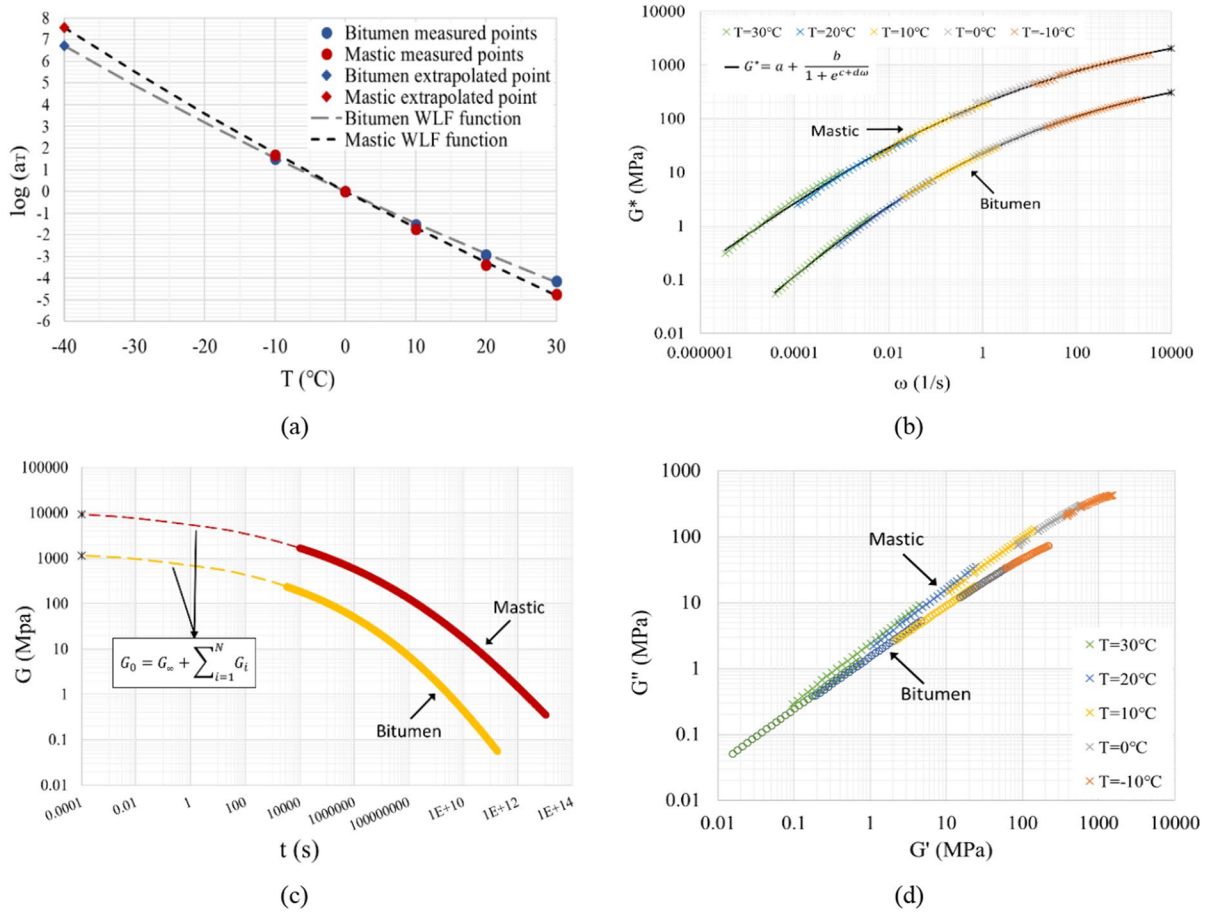 8
7
6
5
4
3
2
1
0
-1
-2
-3
-4
-5
-6
log (aT)
Bitumen measured points
Mastic measured points
Bitumen extrapolated point
Mastic extrapolated point
Bitumen WLF function
Mastic WLF function
-40 -30 -20 -10 0 10 20 30
T (℃)
(a)
10000
1000
100
10
1
0.1
0.01
G* (MPa)
T=30℃ T=20℃ T=10℃ T=0℃ T=-10℃
G* = a + b / 1 + e^{c+dω}
Mastic
Bitumen
0.000001 0.0001 0.01 1 100 10000
ω (1/s)
(b)
100000
10000
1000
100
10
1
0.1
0.01
G (Mpa)
Mastic
G₀ = G∞ + ∑ᵢ₌₁ᴺ Gᵢ
Bitumen
0.0001 0.01 1 100 10000 1000000 100000000 1E+10 1E+12 1E+14
t (s)
(c)
1000
100
10
1
0.1
0.01
G" (MPa)
Mastic
Bitumen
T=30℃
T=20℃
T=10℃
T=0℃
T=-10℃
0.01 0.1 1 10 100 1000 10000
G' (MPa)
(d)